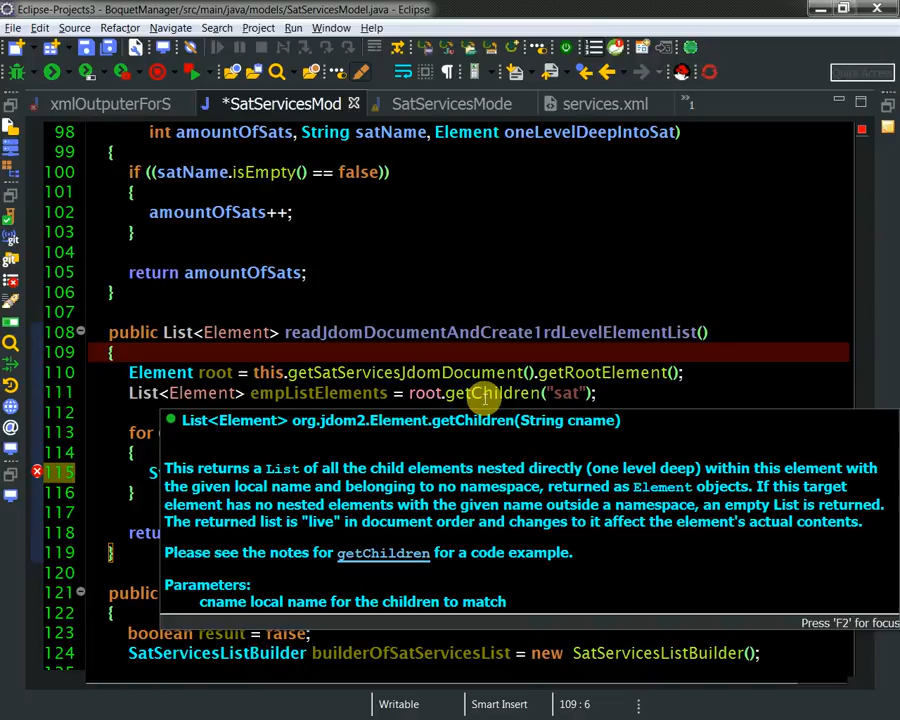 Eclipse-Projects3 - BoquetManager/src/main/java/models/SatServicesModel.java - Eclipse
File Edit Source Refactor Navigate Search Project Run Window Help
Quick Access
xmlOutputerForS *SatServicesMod SatServicesMode services.xml »1
98 int amountOfSats, String satName, Element oneLevelDeepIntoSat)
99 {
100 if ((satName.isEmpty() == false))
101 {
102 amountOfSats++;
103 }
104
105 return amountOfSats;
106 }
107
108 public List<Element> readJdomDocumentAndCreate1rdLevelElementList()
109 {
110 Element root = this.getSatServicesJdomDocument().getRootElement();
111 List<Element> empListElements = root.getChildren("sat");
112
List<Element> org.jdom2.Element.getChildren(String cname)
113 for
114 {
115 S
116 }
117
118 retu
119 }
120
121 public
This returns a List of all the child elements nested directly (one level deep) within this element with
the given local name and belonging to no namespace, returned as Element objects. If this target
element has no nested elements with the given name outside a namespace, an empty List is returned.
The returned list is "live" in document order and changes to it affect the element's actual contents.
Please see the notes for getChildren for a code example.
Parameters:
cname local name for the children to match
Press 'F2' for focus
122 {
123 boolean result = false;
124 SatServicesListBuilder builderOfSatServicesList = new SatServicesListBuilder();
Writable Smart Insert 109 : 6